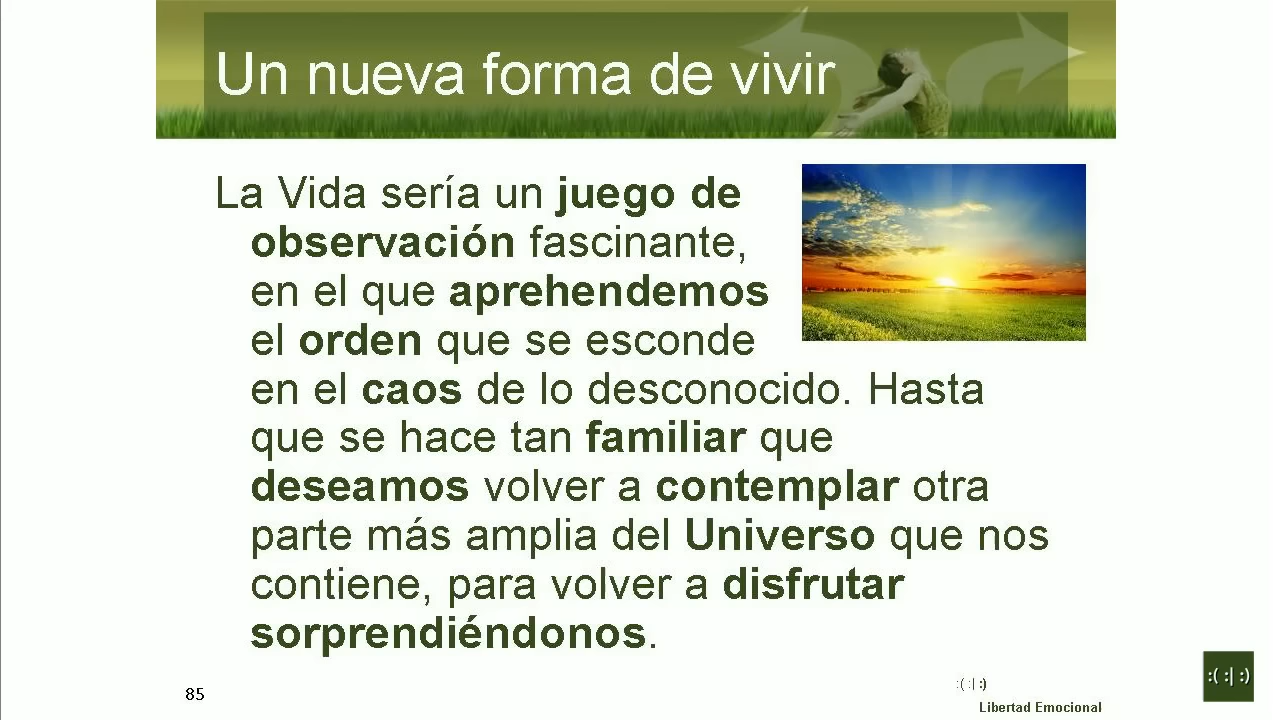 Un nueva forma de vivir
La Vida sería un juego de
observación fascinante,
en el que aprehendemos
el orden que se esconde
en el caos de lo desconocido. Hasta
que se hace tan familiar que
deseamos volver a contemplar otra
parte más amplia del Universo que nos
contiene, para volver a disfrutar
sorprendiéndonos.
85
:( :| :)
Libertad Emocional
:( :| :)